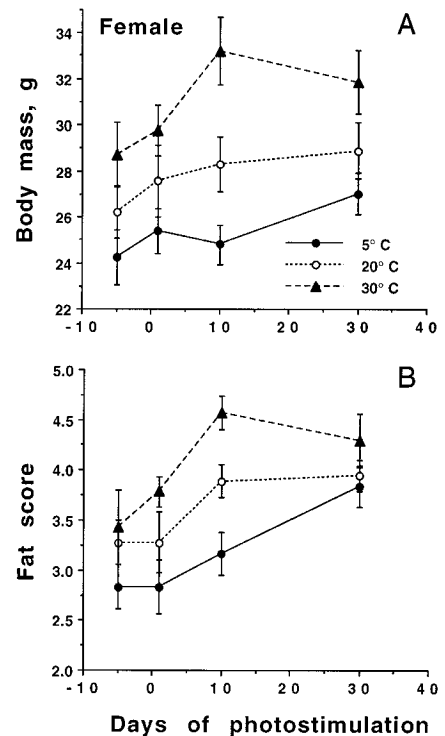 Female
A
Body mass, g
36
34
32
30
28
26
24
22
5° C
20° C
30° C
-10 0 10 20 30 40
B
Fat score
5.0
4.5
4.0
3.5
3.0
2.5
2.0
-10 0 10 20 30 40
Days of photostimulation